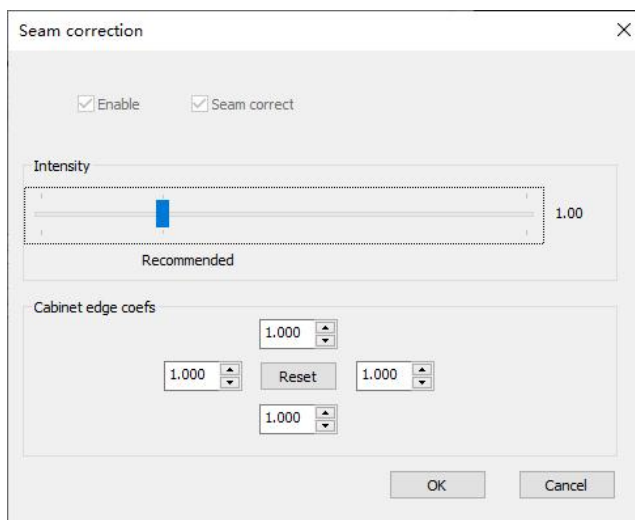 Seam correction
Enable
Seam correct
Intensity
1.00
Recommended
Cabinet edge coefs
1.000
1.000
Reset
1.000
1.000
OK
Cancel